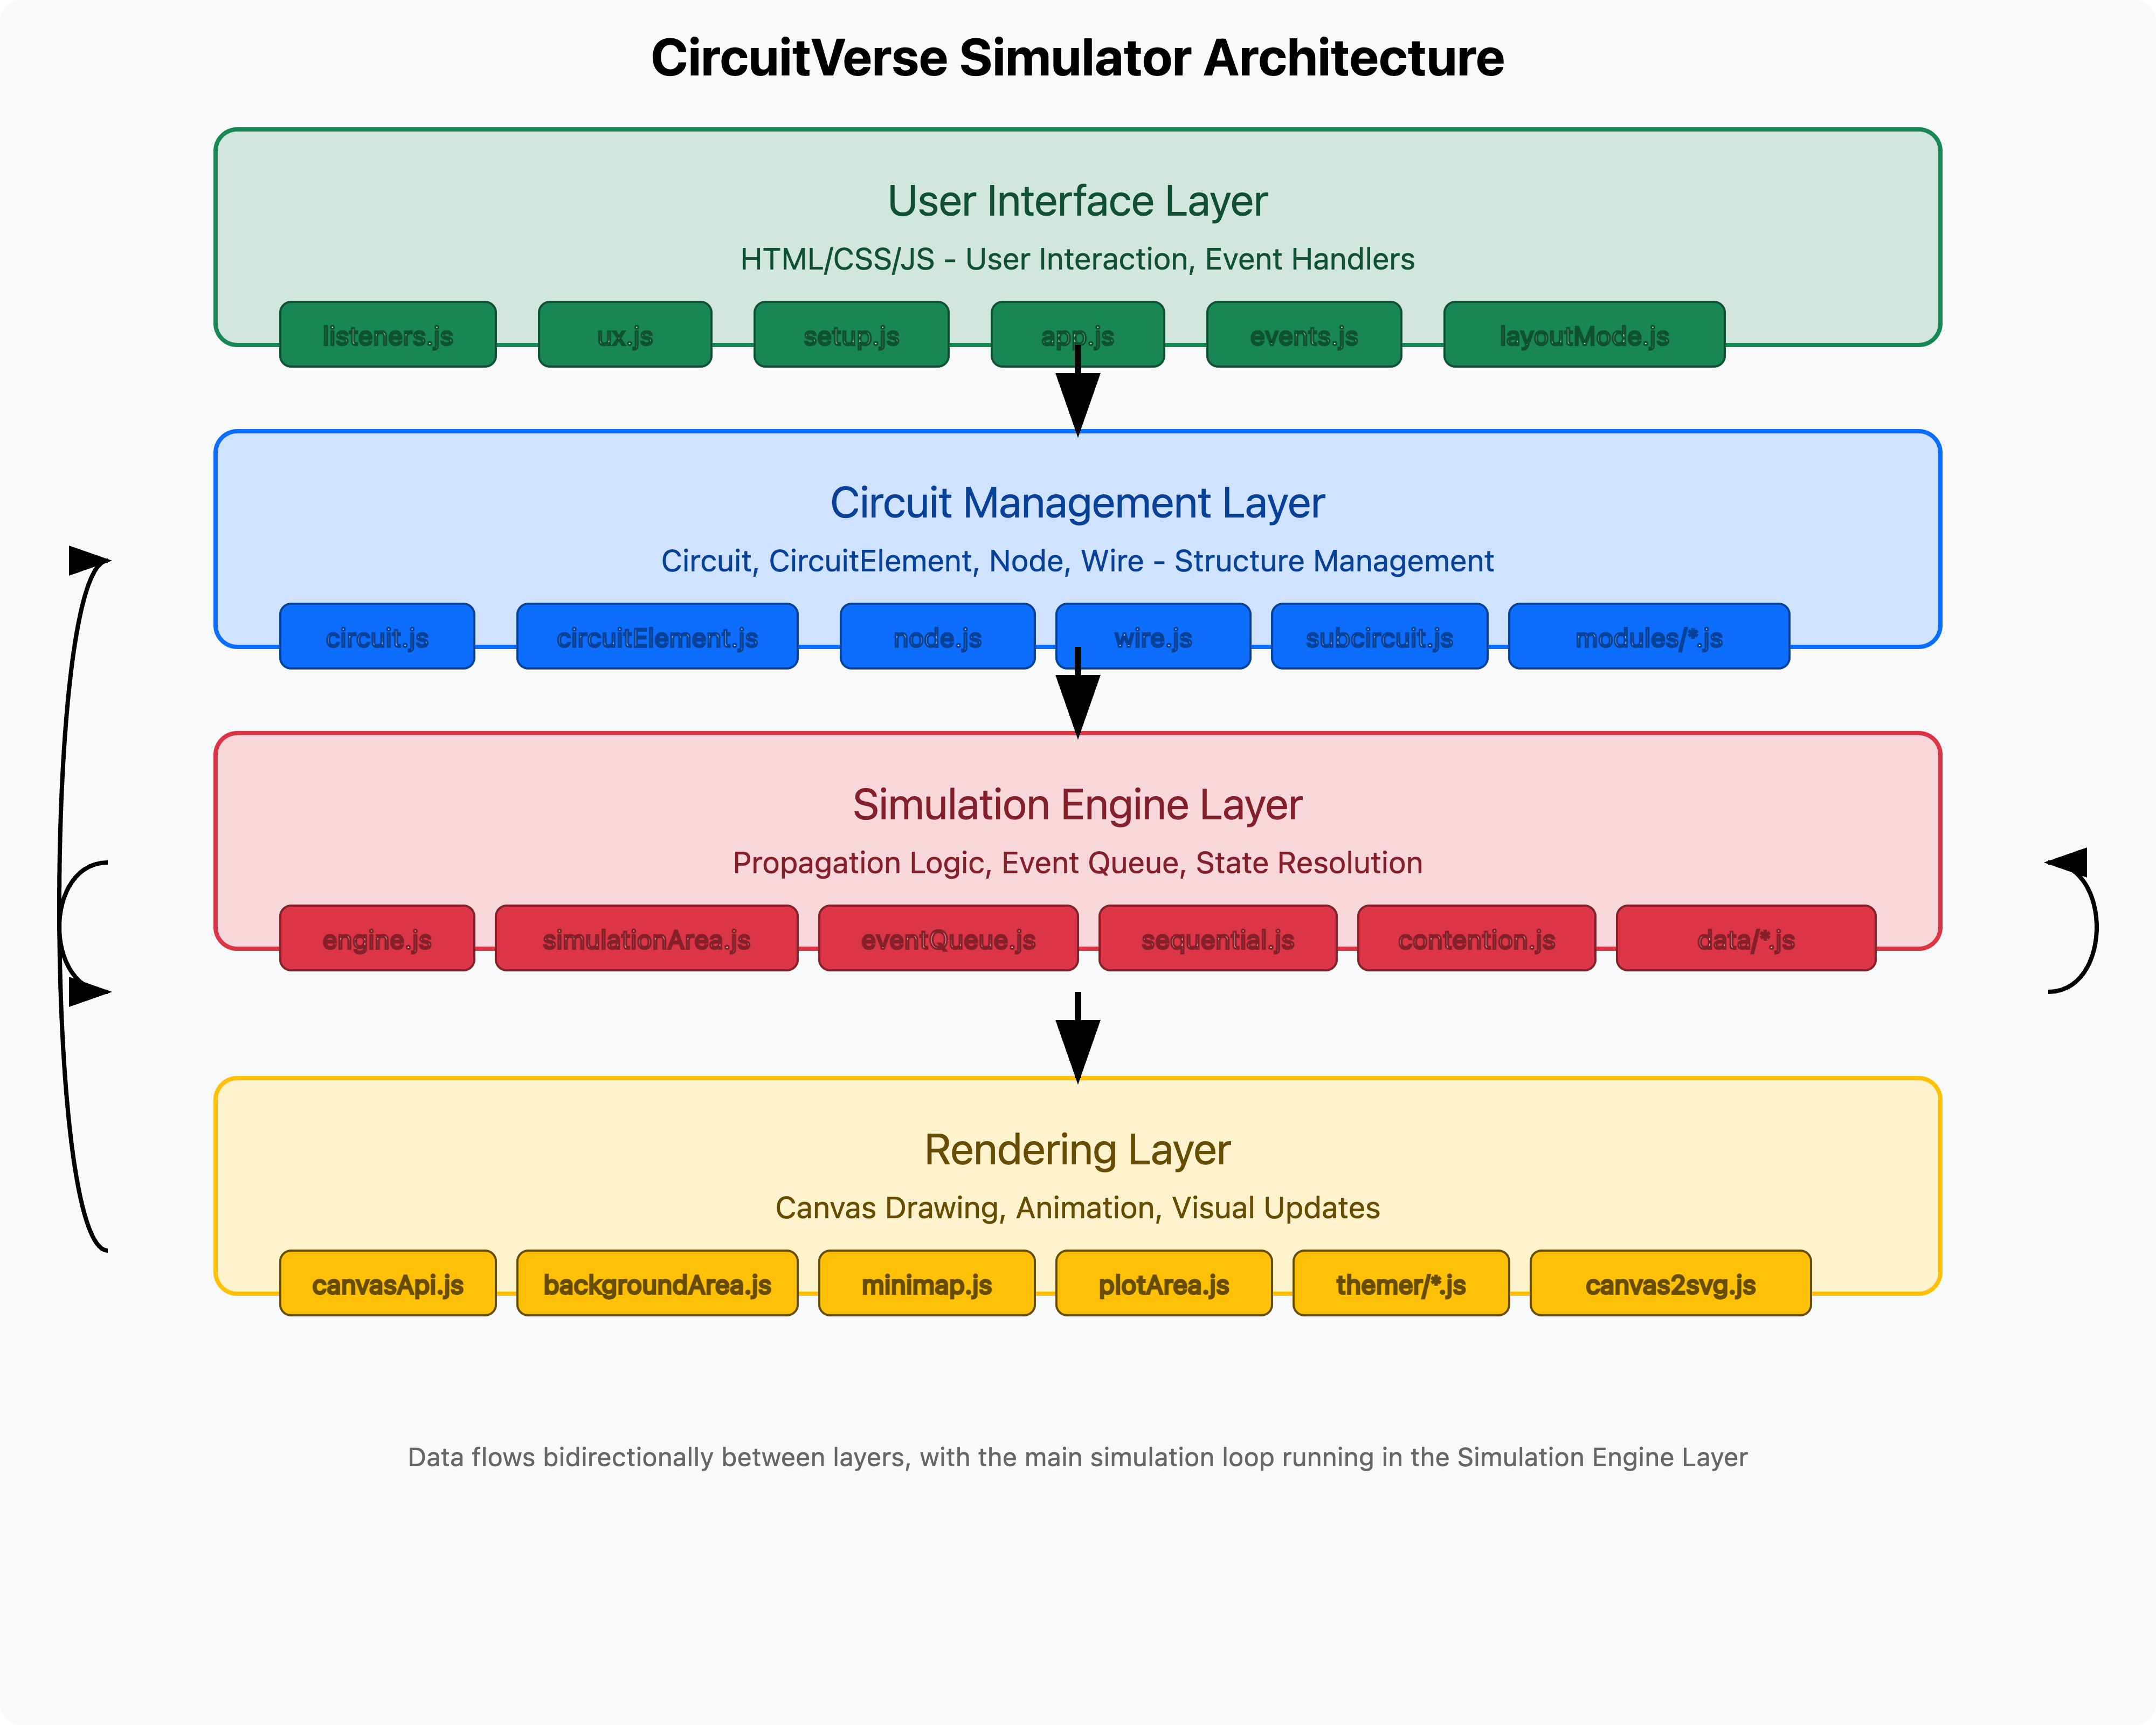 CircuitVerse Simulator Architecture
User Interface Layer
HTML/CSS/JS - User Interaction, Event Handlers
listeners.js
ux.js
setup.js
app.js
events.js
layoutMode.js
Circuit Management Layer
Circuit, CircuitElement, Node, Wire - Structure Management
circuit.js
circuitElement.js
node.js
wire.js
subcircuit.js
modules/*.js
Simulation Engine Layer
Propagation Logic, Event Queue, State Resolution
engine.js
simulationArea.js
eventQueue.js
sequential.js
contention.js
data/*.js
Rendering Layer
Canvas Drawing, Animation, Visual Updates
canvasApi.js
backgroundArea.js
minimap.js
plotArea.js
themer/*.js
canvas2svg.js
Data flows bidirectionally between layers, with the main simulation loop running in the Simulation Engine Layer